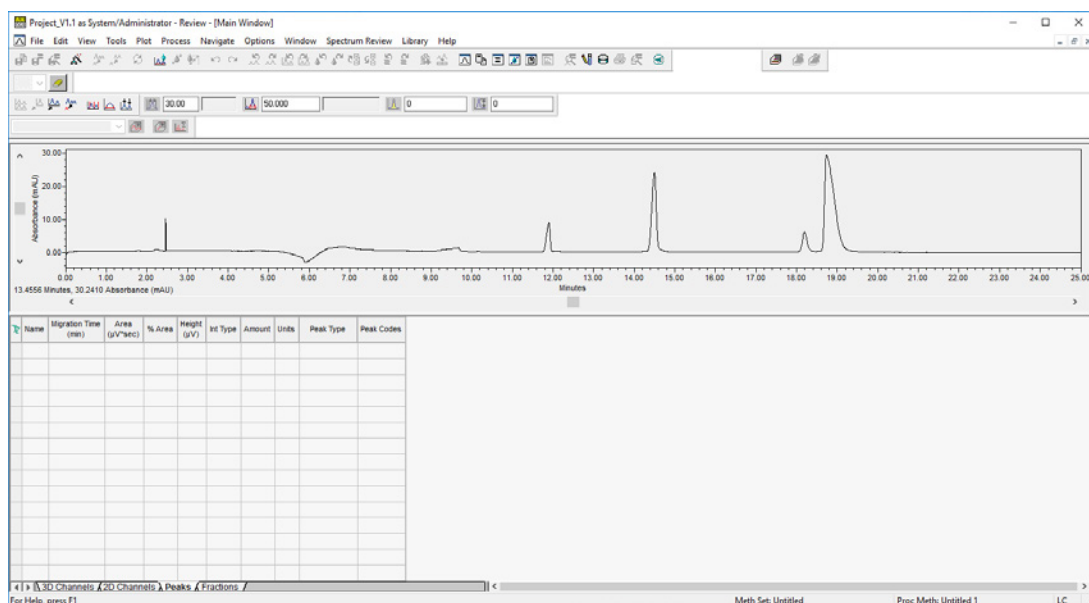 Project_V1.1 as System/Administrator - Review - [Main Window]
File Edit View Tools Plot Process Navigate Options Window Spectrum Review Library Help
30.00 50.000 0 0
Absorbance (mAU)
30.00
20.00
10.00
0.00
0.00 1.00 2.00 3.00 4.00 5.00 6.00 7.00 8.00 9.00 10.00 11.00 12.00 13.00 14.00 15.00 16.00 17.00 18.00 19.00 20.00 21.00 22.00 23.00 24.00 25.00
Minutes
13.4556 Minutes, 30.2410 Absorbance (mAU)
Name Migration Time (min) Area (µV*sec) % Area Height (µV) Int Type Amount Units Peak Type Peak Codes
3D Channels 2D Channels Peaks Fractions
For Help, press F1 Meth Set: Untitled Proc Meth: Untitled 1 LC